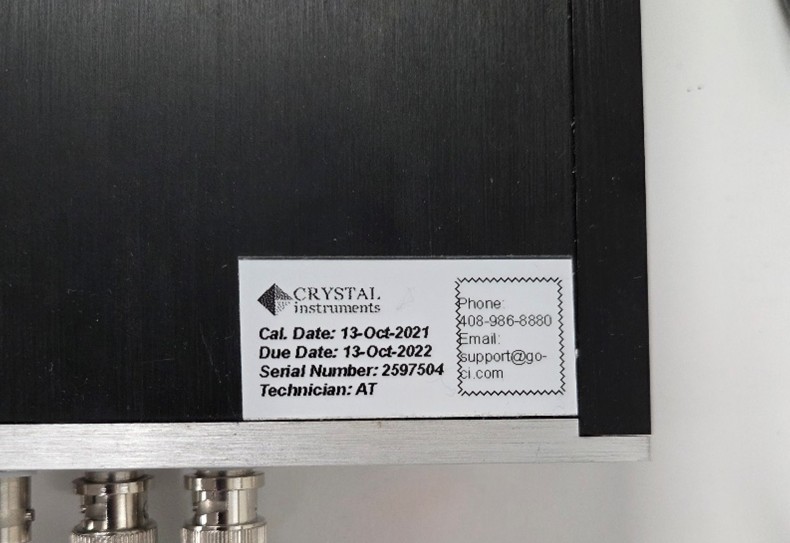 CRYSTAL
instruments
Cal. Date: 13-Oct-2021
Due Date: 13-Oct-2022
Serial Number: 2597504
Technician: AT
Phone:
408-986-8880
Email:
support@go-
ci.com